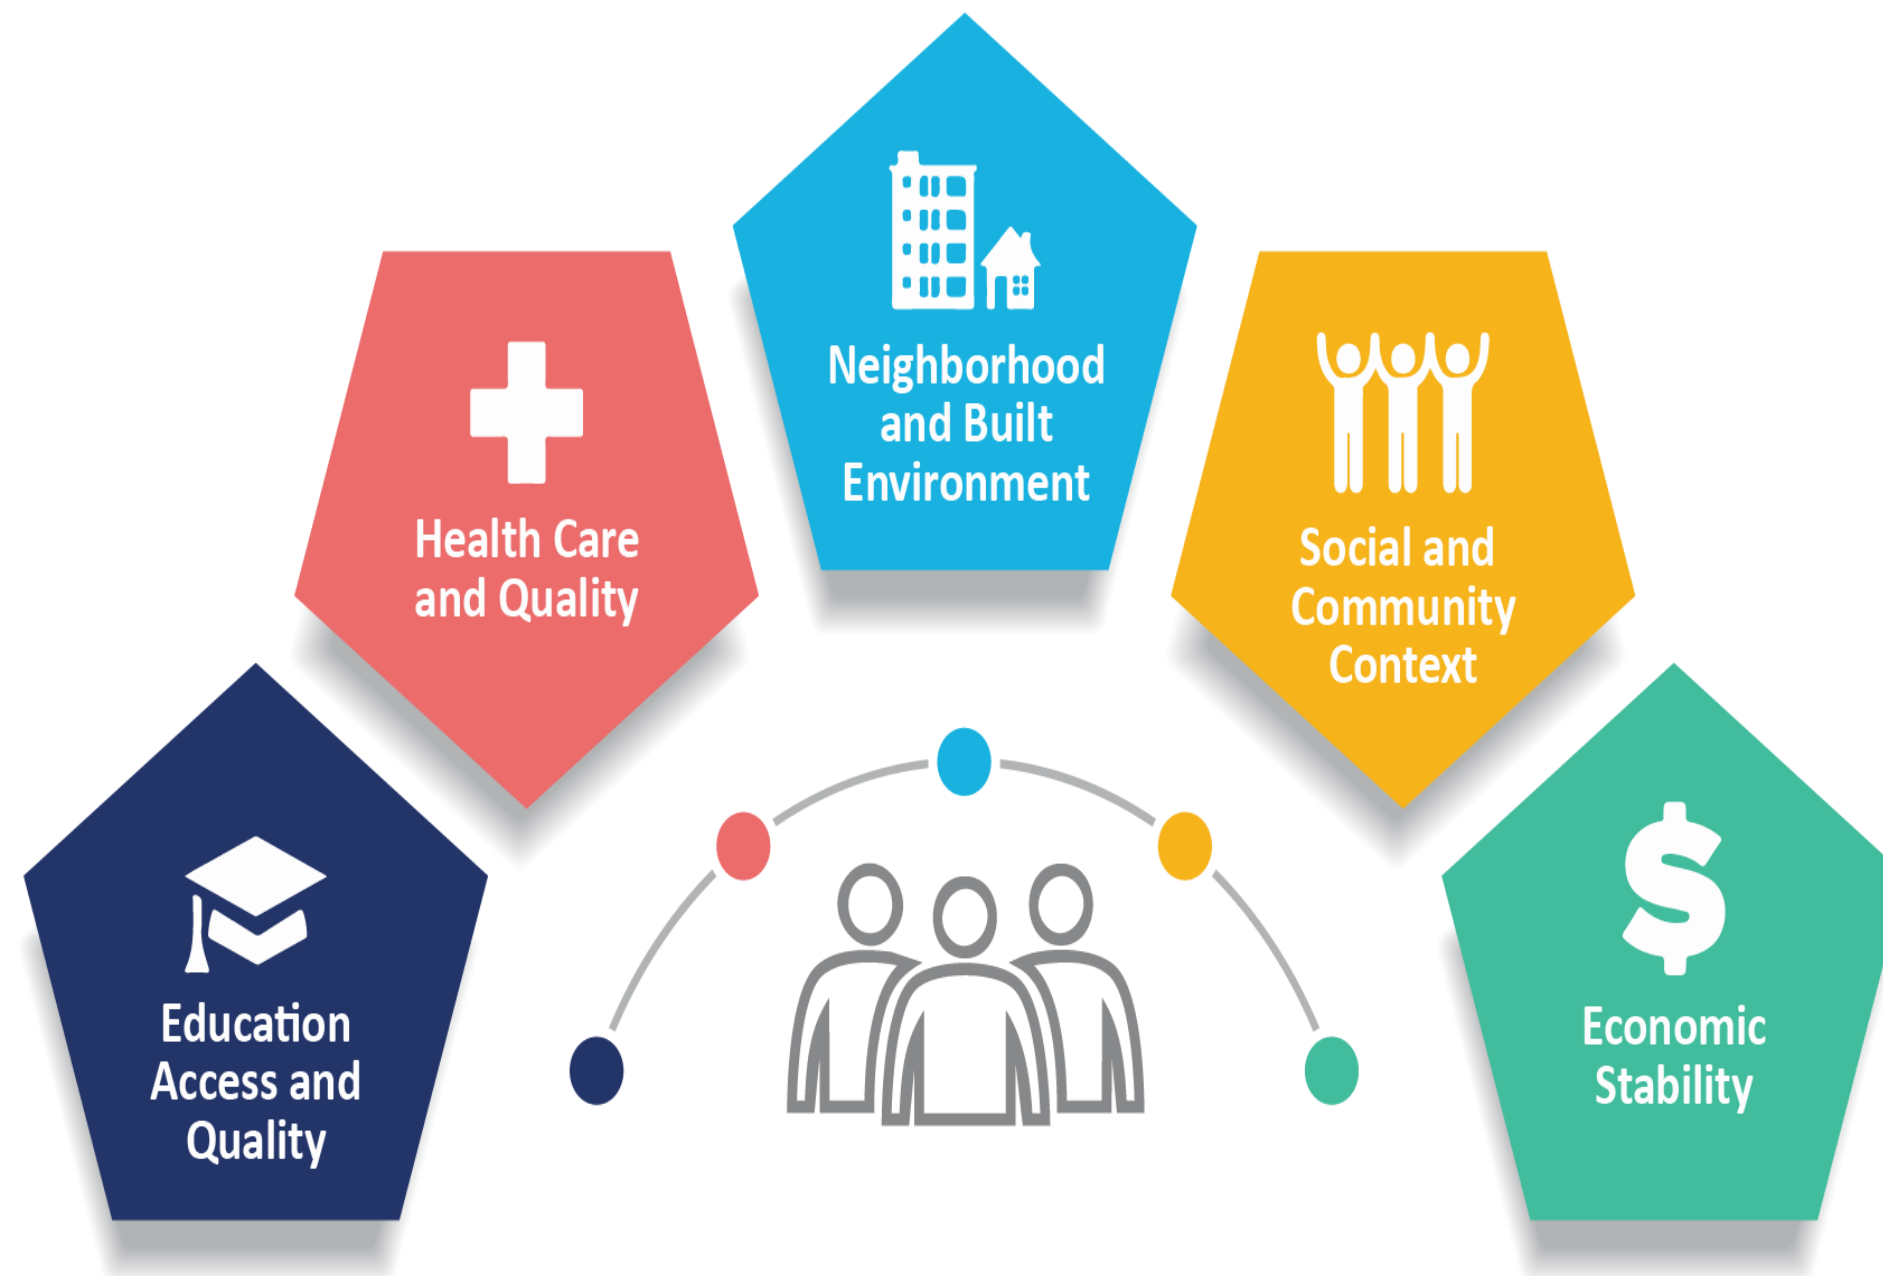 Neighborhood
and Built
Environment
Health Care
and Quality
Social and
Community
Context
Education
Access and
Quality
Economic
Stability